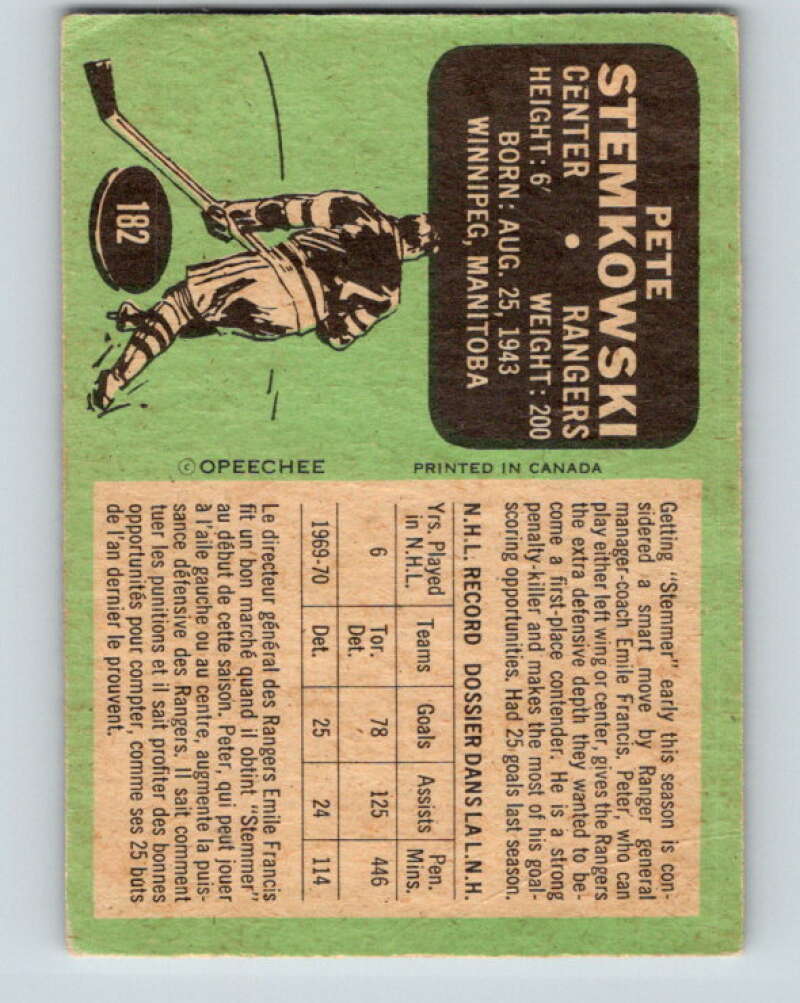 PETE
STEMKOWSKI
CENTER • RANGERS
HEIGHT: 6' WEIGHT: 200
BORN: AUG. 25, 1943
WINNIPEG, MANITOBA
182
© OPEECHEE PRINTED IN CANADA
Getting "Stemmer" early this season is con-
sidered a smart move by Ranger general
manager-coach Emile Francis. Peter, who can
play either left wing or center, gives the Rangers
the extra defensive depth they wanted to be-
come a first-place contender. He is a strong
penalty-killer and makes the most of his goal-
scoring opportunities. Had 25 goals last season.
N.H.L. RECORD DOSSIER DANS LA L.N.H.
Yrs. Played in N.H.L. Teams Goals Assists Pen. Mins.
6 Tor. Det. 78 125 446
1969-70 Det. 25 24 114
Le directeur général des Rangers Emile Francis
fit un bon marché quand il obtint "Stemmer"
au début de cette saison. Peter, qui peut jouer
à l'aile gauche ou au centre, augmente la puis-
sance défensive des Rangers. Il sait comment
tuer les punitions et il sait profiter des bonnes
opportunités pour compter, comme ses 25 buts
de l'an dernier le prouvent.